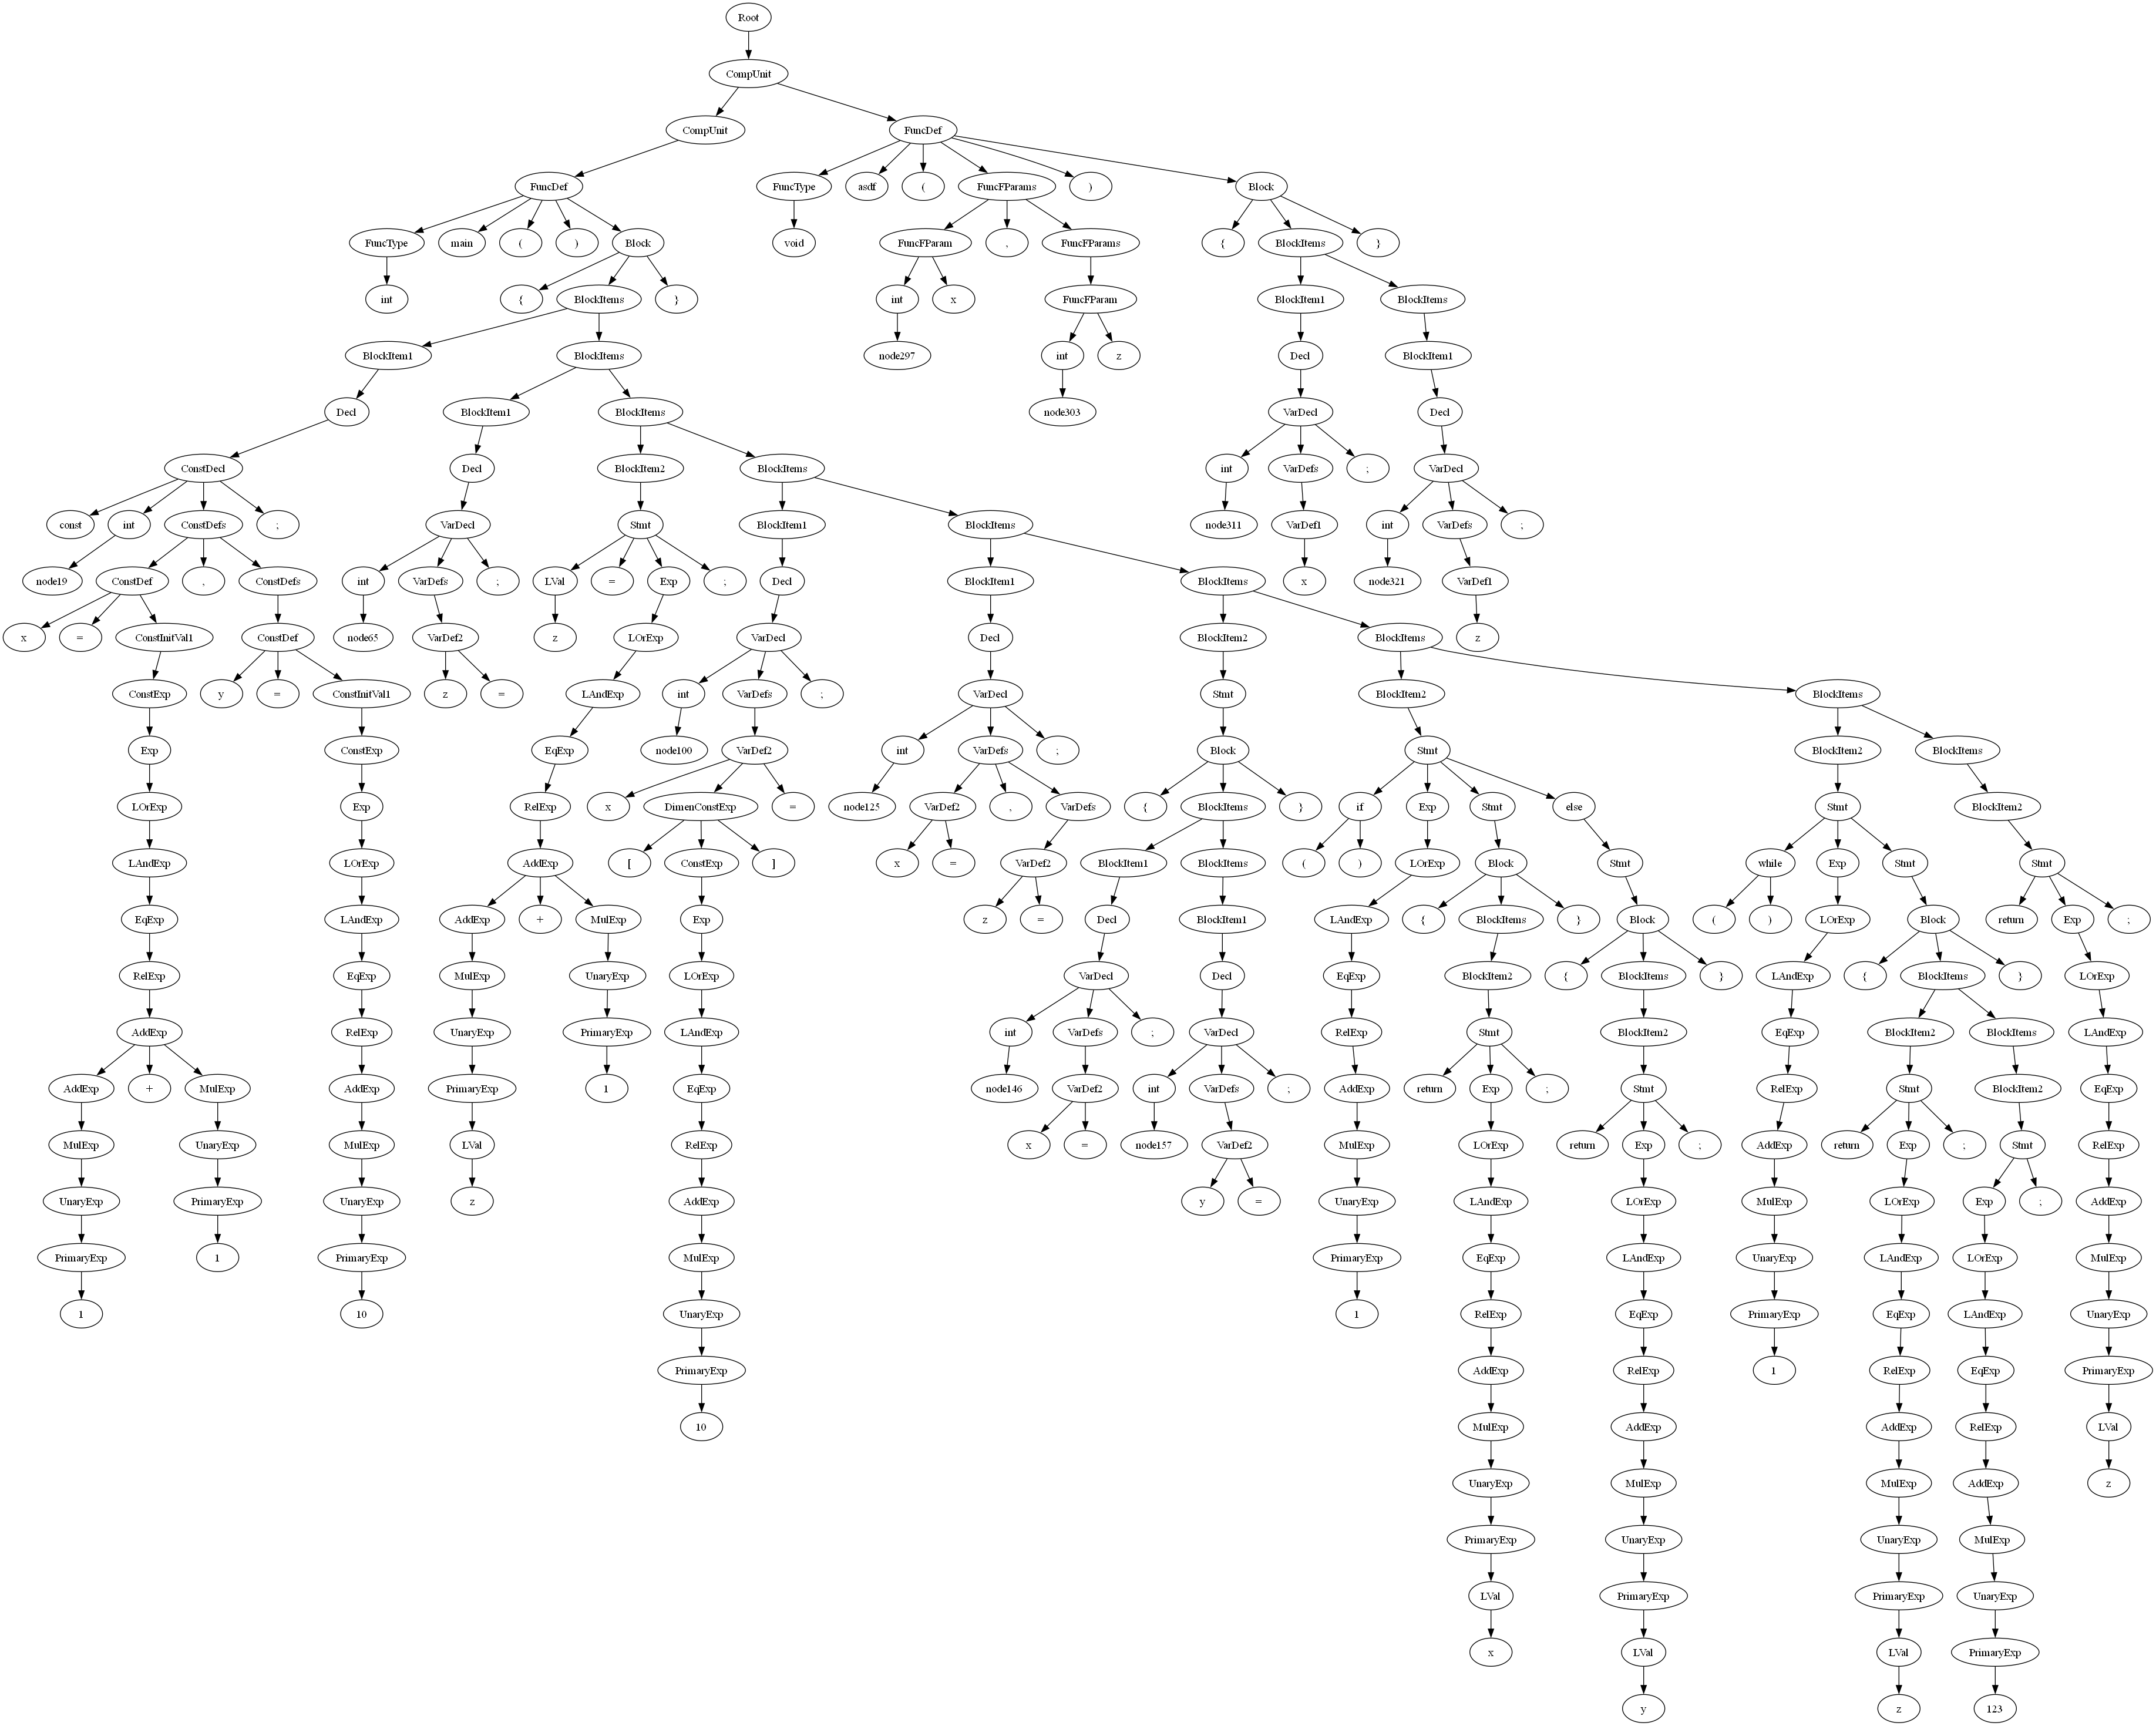 Root
CompUnit
CompUnit FuncDef
FuncDef FuncType asdf ( FuncFParams ) Block
FuncType main ( ) Block void FuncFParam , FuncFParams { BlockItems }
int { BlockItems } int x FuncFParam BlockItem1 BlockItems
BlockItem1 BlockItems node297 int z Decl BlockItem1
Decl BlockItem1 BlockItems node303 VarDecl Decl
ConstDecl Decl BlockItem2 BlockItems int VarDefs ; VarDecl
const int ConstDefs ; VarDecl Stmt BlockItem1 BlockItems node311 VarDef1 int VarDefs ;
node19 ConstDef , ConstDefs int VarDefs ; LVal = Exp ; Decl BlockItem1 BlockItems x node321 VarDef1
x = ConstInitVal1 ConstDef node65 VarDef2 z LOrExp VarDecl Decl BlockItem2 BlockItems z
ConstExp y = ConstInitVal1 z = LAndExp int VarDefs ; VarDecl Stmt BlockItem2 BlockItems
Exp ConstExp EqExp node100 VarDef2 int VarDefs ; Block Stmt BlockItem2 BlockItems
LOrExp Exp RelExp x DimenConstExp = node125 VarDef2 , VarDefs { BlockItems } if Exp Stmt else Stmt BlockItem2
LAndExp LOrExp AddExp [ ConstExp ] x = VarDef2 BlockItem1 BlockItems ( ) LOrExp Block Stmt while Exp Stmt Stmt
EqExp LAndExp AddExp + MulExp Exp z = Decl BlockItem1 LAndExp { BlockItems } Block ( ) LOrExp Block return Exp ;
RelExp EqExp MulExp UnaryExp LOrExp VarDecl Decl EqExp BlockItem2 { BlockItems } LAndExp { BlockItems } LOrExp
AddExp RelExp UnaryExp PrimaryExp LAndExp int VarDefs ; VarDecl RelExp Stmt BlockItem2 EqExp BlockItem2 BlockItems LAndExp
AddExp + MulExp AddExp PrimaryExp 1 EqExp node146 VarDef2 int VarDefs ; AddExp return Exp ; Stmt RelExp Stmt BlockItem2 EqExp
MulExp UnaryExp MulExp LVal RelExp x = node157 VarDef2 MulExp LOrExp return Exp ; AddExp return Exp ; Stmt RelExp
UnaryExp PrimaryExp UnaryExp z AddExp y = UnaryExp LAndExp LOrExp MulExp LOrExp Exp ; AddExp
PrimaryExp 1 PrimaryExp MulExp PrimaryExp EqExp LAndExp UnaryExp LAndExp LOrExp MulExp
1 10 UnaryExp 1 RelExp EqExp PrimaryExp EqExp LAndExp UnaryExp
PrimaryExp AddExp RelExp 1 RelExp EqExp PrimaryExp
10 MulExp AddExp AddExp RelExp LVal
UnaryExp MulExp MulExp AddExp z
PrimaryExp UnaryExp UnaryExp MulExp
LVal PrimaryExp PrimaryExp UnaryExp
x LVal LVal PrimaryExp
y z 123